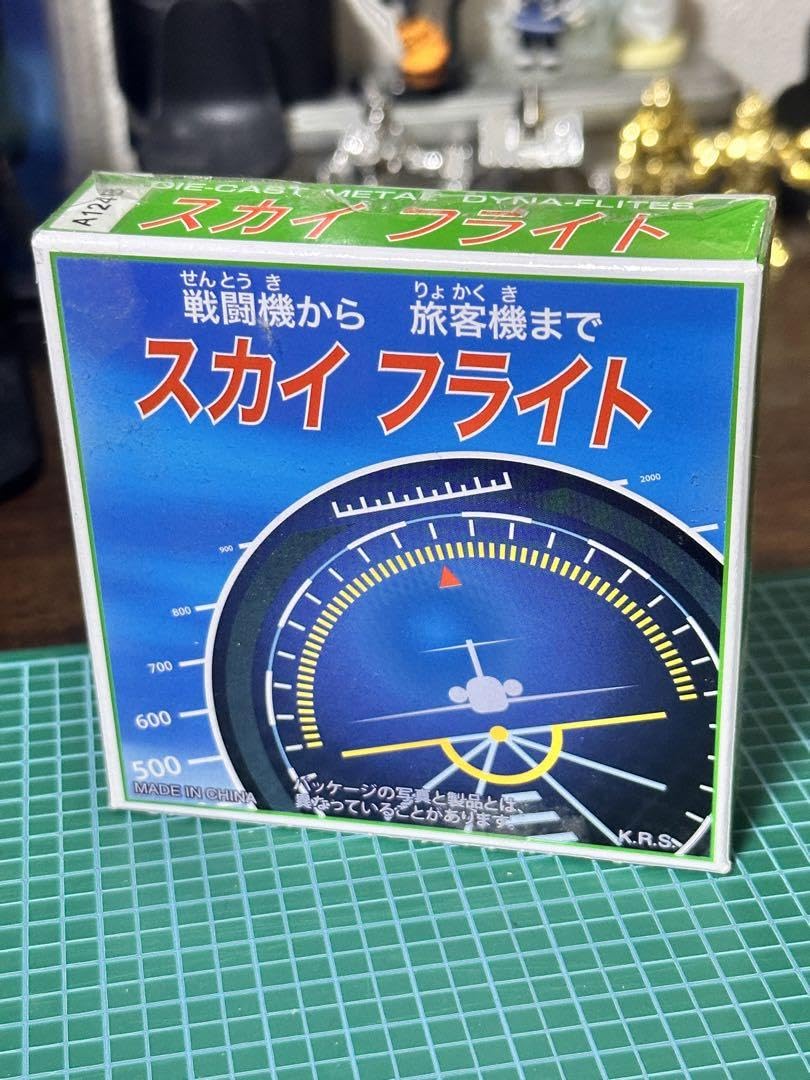 DIE-CAST METAL DYNA-FLITES
スカイ フライト
せんとう き りょ かく き
戦闘機から 旅客機まで
スカイ フライト
2000
900
800
700
600
500
MADE IN CHINA
パッケージの写真と製品とは、
異なっていることがあります。
K.R.S.